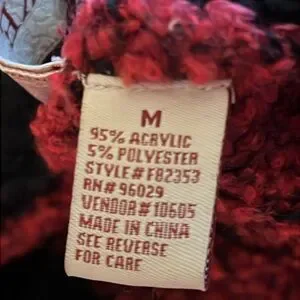 M
95% ACRYLIC
5% POLYESTER
STYLE# F82353
RN# 96029
VENDOR# 10605
MADE IN CHINA
SEE REVERSE
FOR CARE